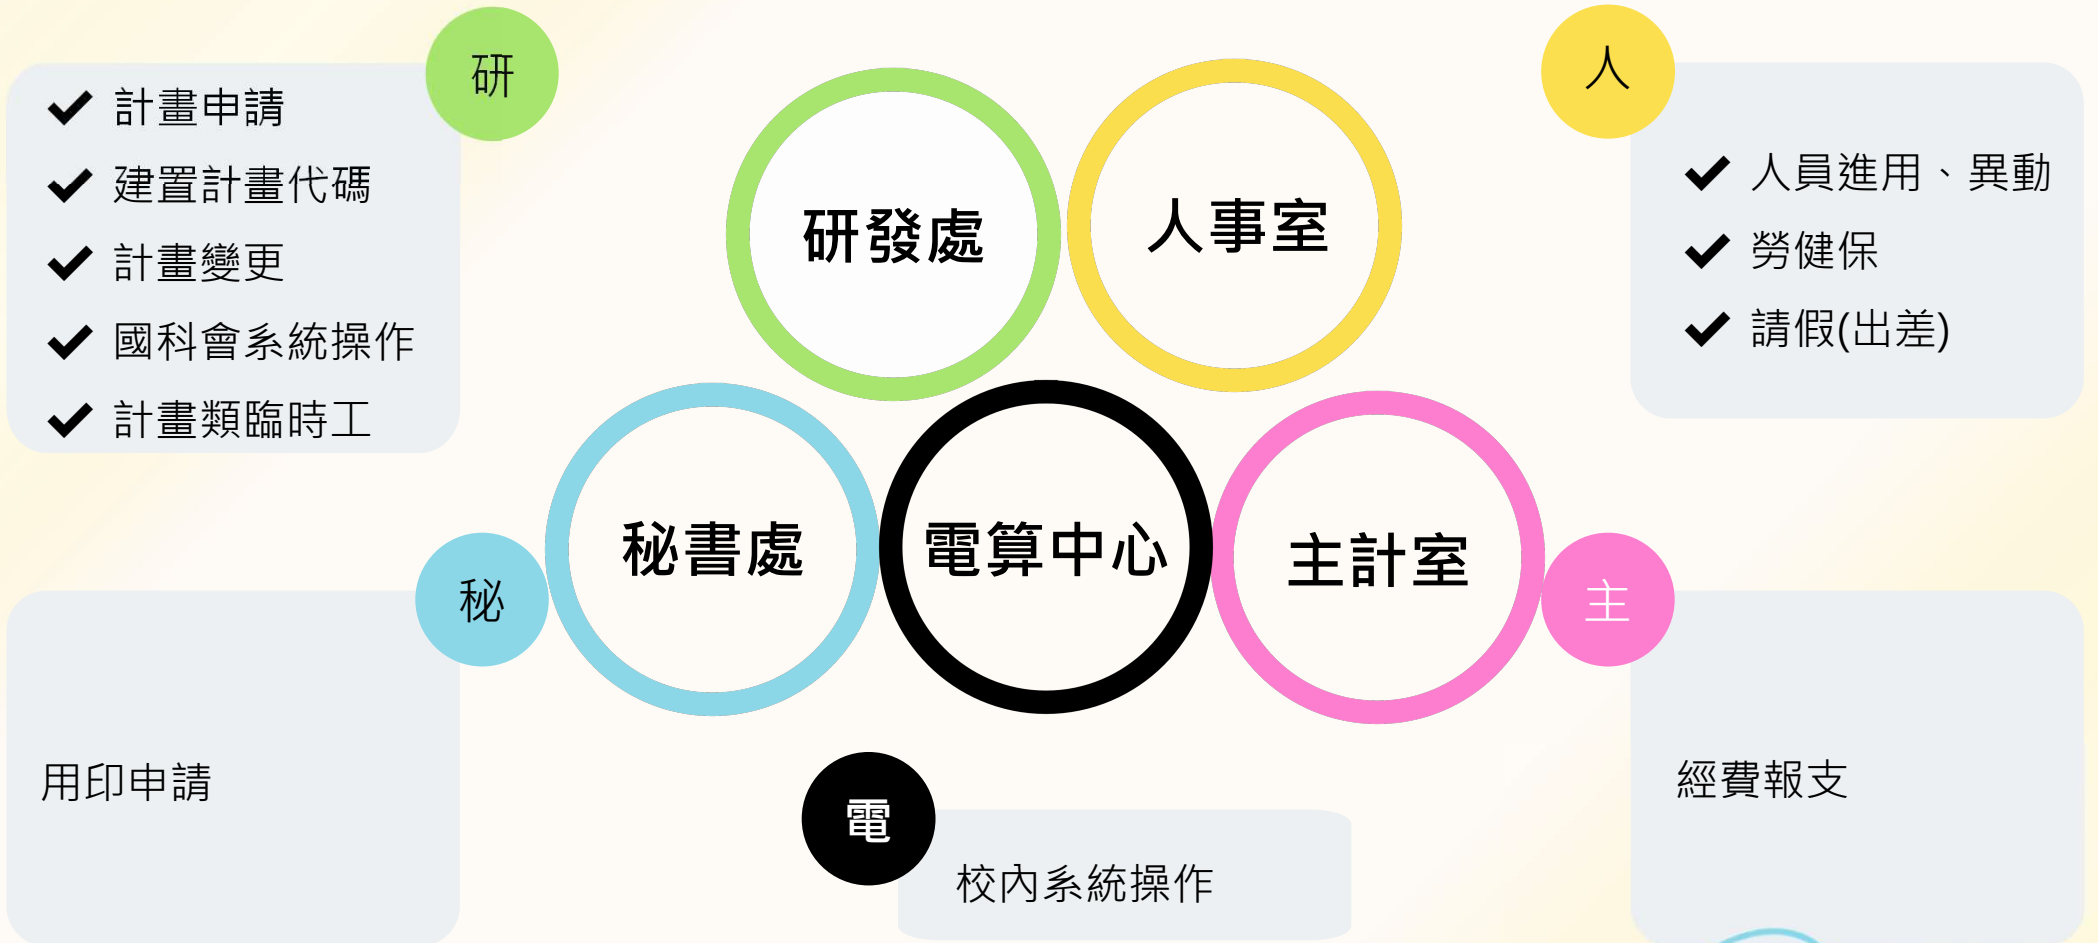 研
計畫申請
建置計畫代碼
計畫變更
國科會系統操作
計畫類臨時工
人
人員進用、異動
勞健保
請假(出差)
研發處
人事室
秘書處
電算中心
主計室
秘
用印申請
電
校內系統操作
主
經費報支